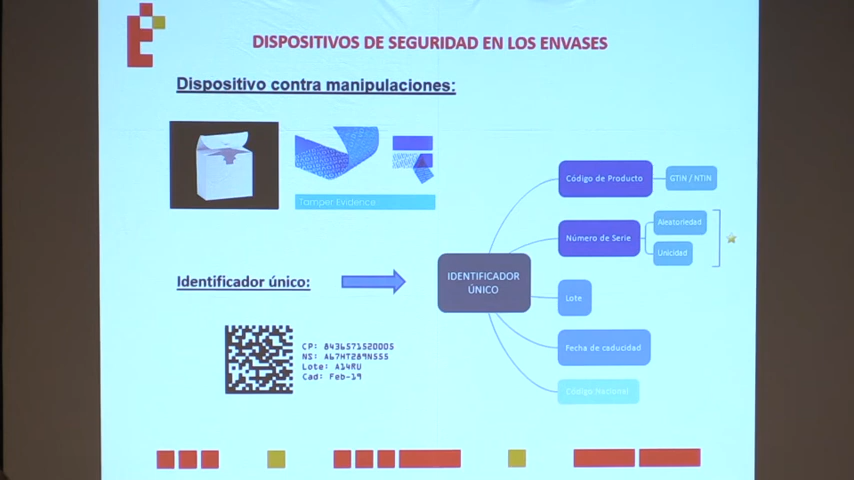 DISPOSITIVOS DE SEGURIDAD EN LOS ENVASES
Dispositivo contra manipulaciones:
Tamper Evidence
Código de Producto
GTIN / NTIN
Número de Serie
Aleatoriedad
Unicidad
IDENTIFICADOR
ÚNICO
Identificador único:
Lote
Fecha de caducidad
Código Nacional
CP: 8436571520005
NS: A67HT289NSSS
Lote: A14RU
Cad: Feb-19